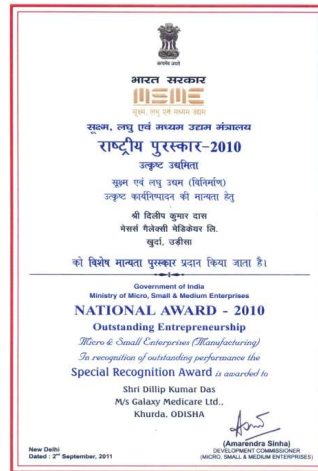 सत्यमेव जयते
भारत सरकार
MSME
सूक्ष्म, लघु एवं मध्यम उद्यम
सूक्ष्म, लघु एवं मध्यम उद्यम मंत्रालय
राष्ट्रीय पुरस्कार-2010
उत्कृष्ट उद्यमिता
सूक्ष्म एवं लघु उद्यम (विनिर्माण)
उत्कृष्ट कार्यनिष्पादन की मान्यता हेतु
श्री दिलीप कुमार दास
मेसर्स गैलेक्सी मेडिकेयर लि.
खुर्दा, उड़ीसा
को विशेष मान्यता पुरस्कार प्रदान किया जाता है।
Government of India
Ministry of Micro, Small & Medium Enterprises
NATIONAL AWARD - 2010
Outstanding Entrepreneurship
Micro & Small Enterprises (Manufacturing)
In recognition of outstanding performance the
Special Recognition Award is awarded to
Shri Dillip Kumar Das
M/s Galaxy Medicare Ltd.,
Khurda, ODISHA
New Delhi
Dated : 2nd September, 2011
(Amarendra Sinha)
DEVELOPMENT COMMISSIONER
(MICRO, SMALL & MEDIUM ENTERPRISES)